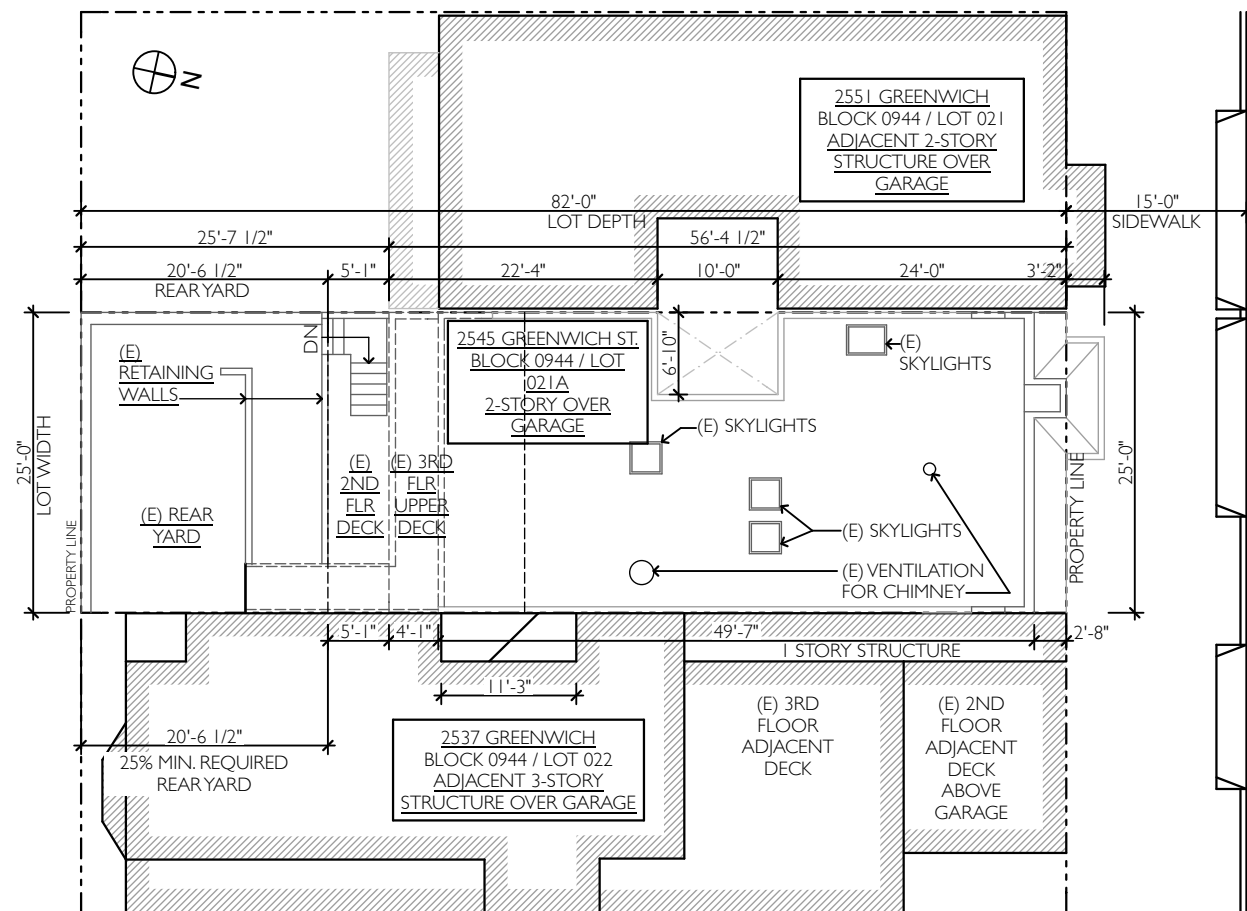 N
2551 GREENWICH
BLOCK 0944 / LOT 021
ADJACENT 2-STORY
STRUCTURE OVER
GARAGE
82'-0"
LOT DEPTH
15'-0"
SIDEWALK
25'-7 1/2"
56'-4 1/2"
20'-6 1/2"
REAR YARD
5'-1"
22'-4"
10'-0"
24'-0"
3'-2"
DN
(E)
RETAINING
WALLS
2545 GREENWICH ST.
BLOCK 0944 / LOT
021A
2-STORY OVER
GARAGE
6'-10"
(E)
SKYLIGHTS
(E) SKYLIGHTS
25'-0"
LOT WIDTH
(E) REAR
YARD
(E)
2ND
FLR
DECK
(E) 3RD
FLR
UPPER
DECK
(E) SKYLIGHTS
(E) VENTILATION
FOR CHIMNEY
PROPERTY LINE
PROPERTY LINE
25'-0"
5'-1"
4'-1"
49'-7"
2'-8"
1 STORY STRUCTURE
11'-3"
20'-6 1/2"
25% MIN. REQUIRED
REAR YARD
2537 GREENWICH
BLOCK 0944 / LOT 022
ADJACENT 3-STORY
STRUCTURE OVER GARAGE
(E) 3RD
FLOOR
ADJACENT
DECK
(E) 2ND
FLOOR
ADJACENT
DECK
ABOVE
GARAGE